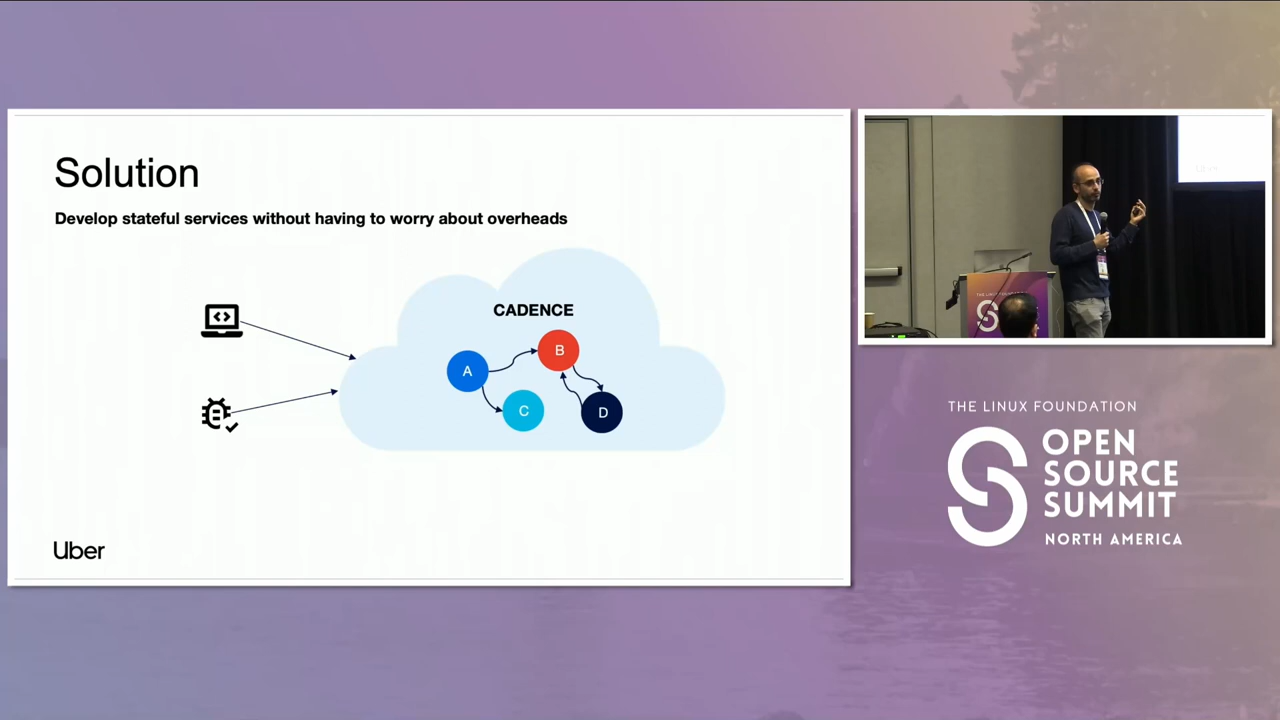 Solution
Develop stateful services without having to worry about overheads
CADENCE
A
B
C
D
Uber
THE LINUX FOUNDATION
OPEN
SOURCE
SUMMIT
NORTH AMERICA